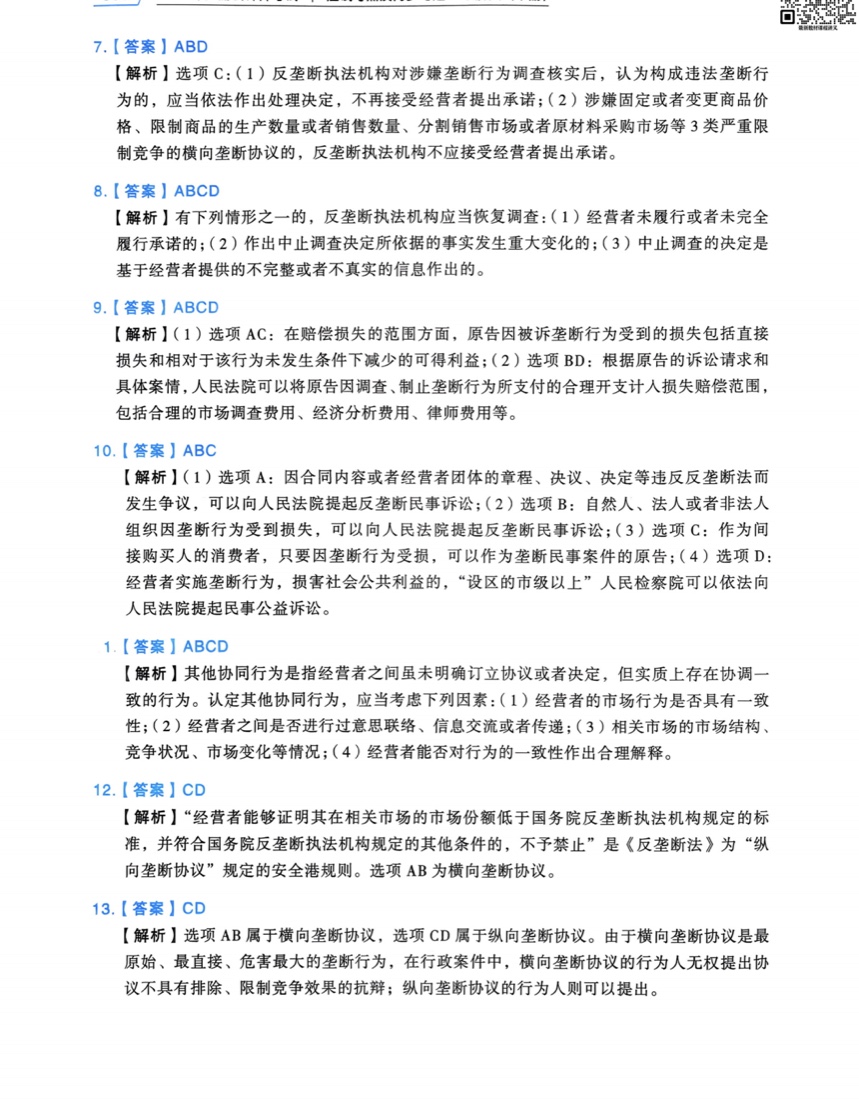 7.【答案】ABD
【解析】选项 C:(1)反垄断执法机构对涉嫌垄断行为调查核实后，认为构成违法垄断行
为的，应当依法作出处理决定，不再接受经营者提出承诺;(2)涉嫌固定或者变更商品价
格、限制商品的生产数量或者销售数量、分割销售市场或者原材料采购市场等 3 类严重限
制竞争的横向垄断协议的，反垄断执法机构不应接受经营者提出承诺。
8.【答案】ABCD
【解析】有下列情形之一的，反垄断执法机构应当恢复调查:(1)经营者未履行或者未完全
履行承诺的;(2)作出中止调查决定所依据的事实发生重大变化的;(3)中止调查的决定是
基于经营者提供的不完整或者不真实的信息作出的。
9.【答案】ABCD
【解析】(1)选项 AC：在赔偿损失的范围方面，原告因被诉垄断行为受到的损失包括直接
损失和相对于该行为未发生条件下减少的可得利益;(2)选项 BD：根据原告的诉讼请求和
具体案情，人民法院可以将原告因调查、制止垄断行为所支付的合理开支计人损失赔偿范围，
包括合理的市场调查费用、经济分析费用、律师费用等。
10.【答案】ABC
【解析】(1)选项 A：因合同内容或者经营者团体的章程、决议、决定等违反反垄断法而
发生争议，可以向人民法院提起反垄断民事诉讼;(2)选项 B：自然人、法人或者非法人
组织因垄断行为受到损失，可以向人民法院提起反垄断民事诉讼;(3)选项 C：作为间
接购买人的消费者，只要因垄断行为受损，可以作为垄断民事案件的原告;(4)选项 D:
经营者实施垄断行为，损害社会公共利益的，“设区的市级以上”人民检察院可以依法向
人民法院提起民事公益诉讼。
1.【答案】ABCD
【解析】其他协同行为是指经营者之间虽未明确订立协议或者决定，但实质上存在协调一
致的行为。认定其他协同行为，应当考虑下列因素:(1)经营者的市场行为是否具有一致
性;(2)经营者之间是否进行过意思联络、信息交流或者传递;(3)相关市场的市场结构、
竞争状况、市场变化等情况;(4)经营者能否对行为的一致性作出合理解释。
12.【答案】CD
【解析】“经营者能够证明其在相关市场的市场份额低于国务院反垄断执法机构规定的标
准，并符合国务院反垄断执法机构规定的其他条件的，不予禁止”是《反垄断法》为“纵
向垄断协议”规定的安全港规则。选项 AB 为横向垄断协议。
13.【答案】CD
【解析】选项 AB 属于横向垄断协议，选项 CD 属于纵向垄断协议。由于横向垄断协议是最
原始、最直接、危害最大的垄断行为，在行政案件中，横向垄断协议的行为人无权提出协
议不具有排除、限制竞争效果的抗辩；纵向垄断协议的行为人则可以提出。